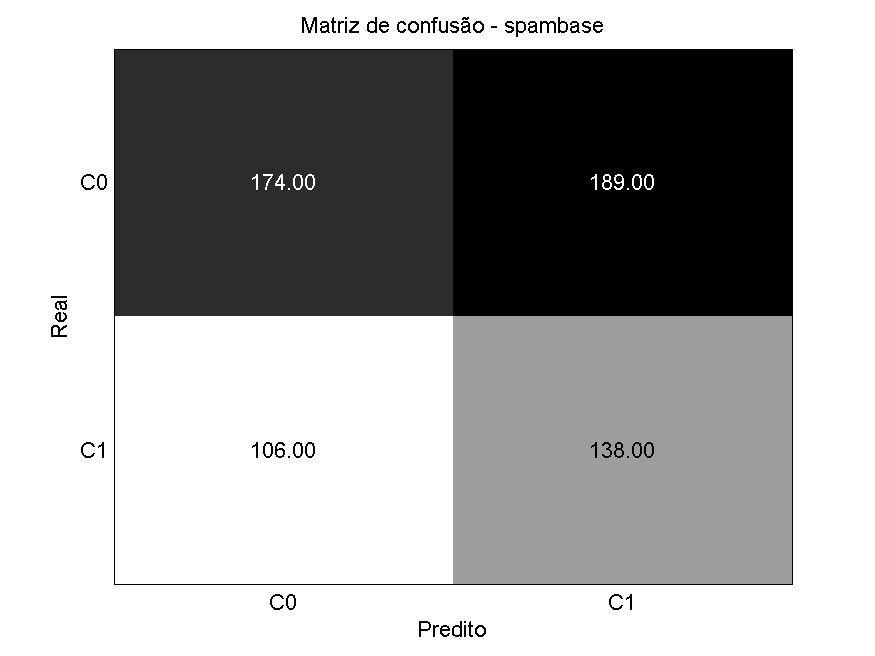 Matriz de confusão - spambase
C0
174.00
189.00
Real
C1
106.00
138.00
C0
C1
Predito